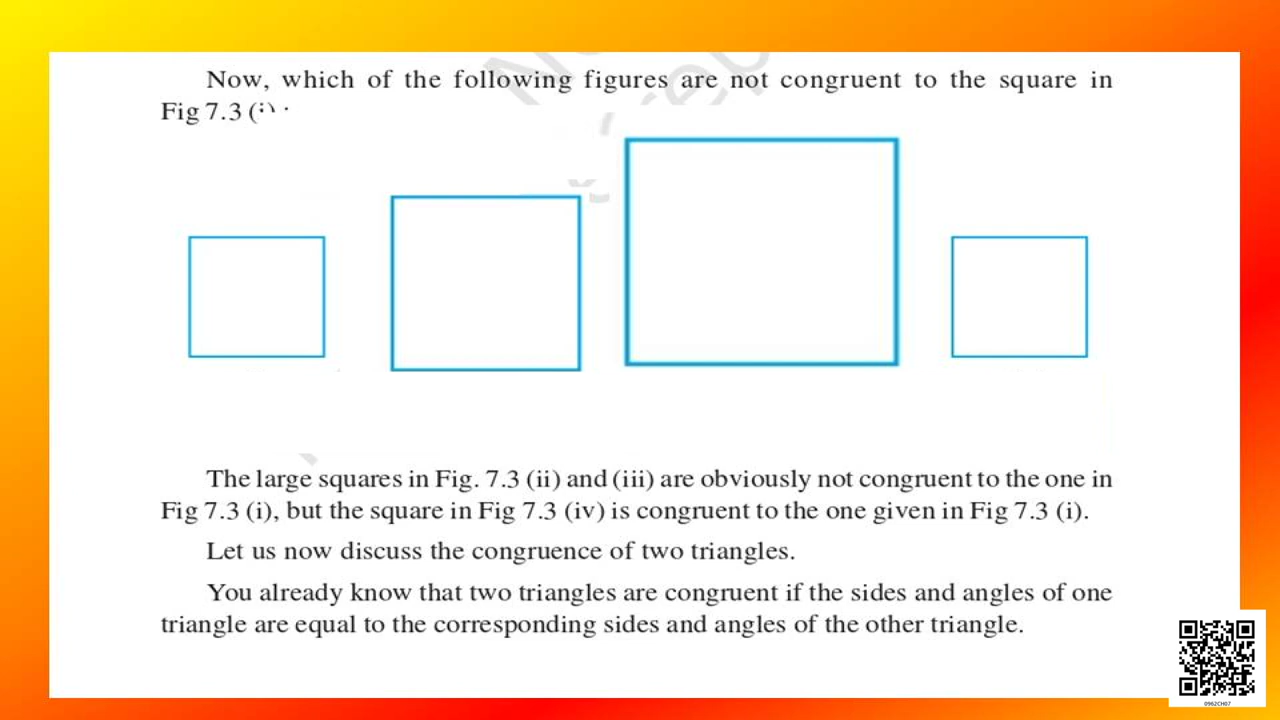 Now, which of the following figures are not congruent to the square in
Fig 7.3 (
The large squares in Fig. 7.3 (ii) and (iii) are obviously not congruent to the one in
Fig 7.3 (i), but the square in Fig 7.3 (iv) is congruent to the one given in Fig 7.3 (i).
Let us now discuss the congruence of two triangles.
You already know that two triangles are congruent if the sides and angles of one
triangle are equal to the corresponding sides and angles of the other triangle.
0962CH07